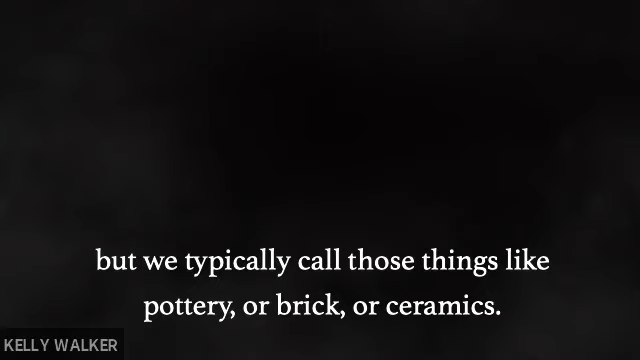 but we typically call those things like
pottery, or brick, or ceramics.
KELLY WALKER